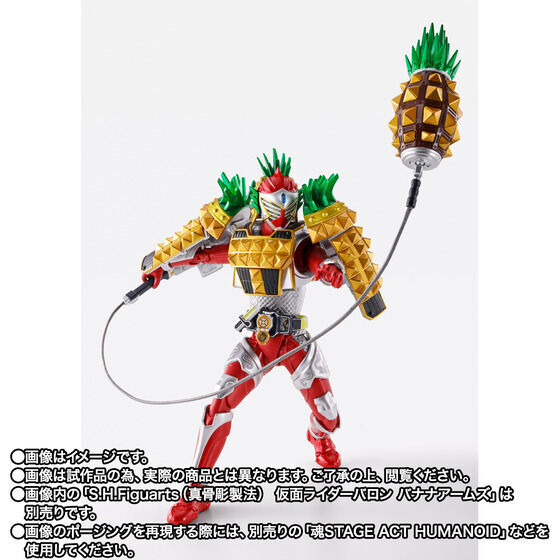 ●画像はイメージです。
●画像は試作品の為、実際の商品とは異なります。ご了承の上、閲覧ください。
●画像内の「S.H.Figuarts（真骨彫製法） 仮面ライダーバロン バナナアームズ」は
別売りです。
●画像のポージングを再現する際には、別売りの「魂STAGE ACT HUMANOID」などを
使用してください。